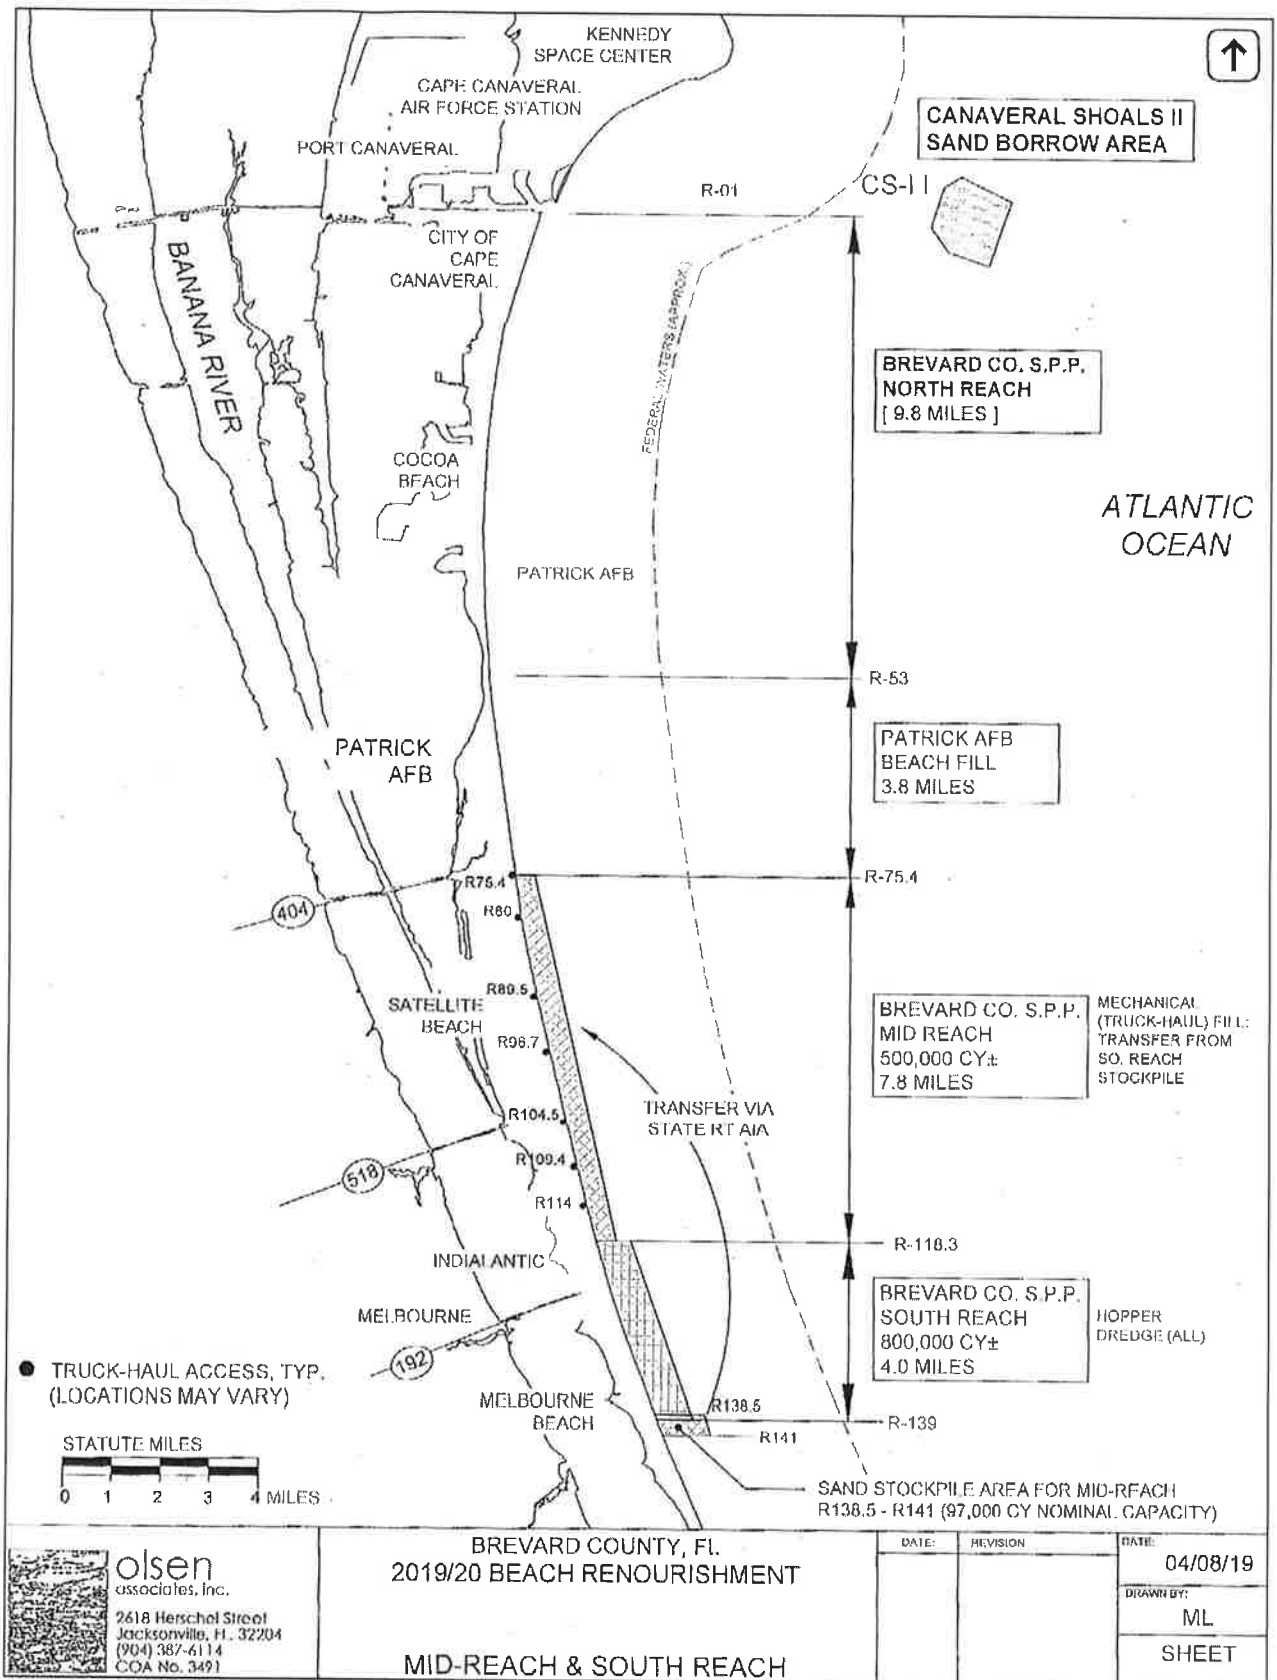 KENNEDY
SPACE CENTER
CAPE CANAVERAL
AIR FORCE STATION
PORT CANAVERAL
CANAVERAL SHOALS II
SAND BORROW AREA
CS-II
R-01
CITY OF
CAPE
CANAVERAL
BANANA RIVER
FEDERAL WATERS (APPROX.)
BREVARD CO. S.P.P.
NORTH REACH
[ 9.8 MILES ]
COCOA
BEACH
ATLANTIC
OCEAN
PATRICK AFB
R-53
PATRICK
AFB
PATRICK AFB
BEACH FILL
3.8 MILES
R75.4
R-75.4
404
R80
R89.5
SATELLITE
BEACH
R98.7
BREVARD CO. S.P.P.
MID REACH
500,000 CY±
7.8 MILES
MECHANICAL
(TRUCK-HAUL) FILL:
TRANSFER FROM
SO. REACH
STOCKPILE
TRANSFER VIA
STATE RT A1A
R104.5
518
R109.4
R114
R-118.3
INDIALANTIC
BREVARD CO. S.P.P.
SOUTH REACH
800,000 CY±
4.0 MILES
HOPPER
DREDGE (ALL)
MELBOURNE
192
MELBOURNE
BEACH
R138.5
R-139
R141
TRUCK-HAUL ACCESS, TYP.
(LOCATIONS MAY VARY)
STATUTE MILES
0 1 2 3 4 MILES
SAND STOCKPILE AREA FOR MID-REACH
R138.5 - R141 (97,000 CY NOMINAL CAPACITY)
olsen
associates, inc.
2618 Herschel Street
Jacksonville, FL 32204
(904) 387-6114
COA No. 3491
BREVARD COUNTY, FL
2019/20 BEACH RENOURISHMENT
MID-REACH & SOUTH REACH
DATE: REVISION
DATE:
04/08/19
DRAWN BY:
ML
SHEET